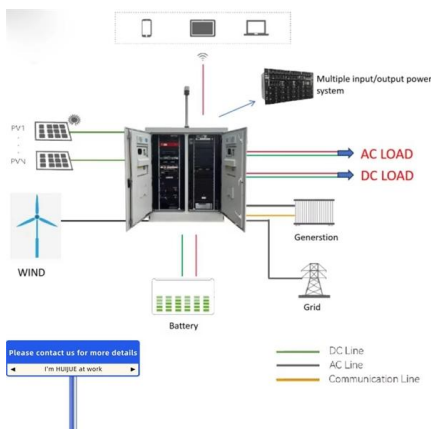 Multiple input/output power
system
PV1
PVN
AC LOAD
DC LOAD
Generstion
WIND
Grid
Battery
Please contact us for more details
I'm HUIJUE at work
DC Line
AC Line
Communication Line